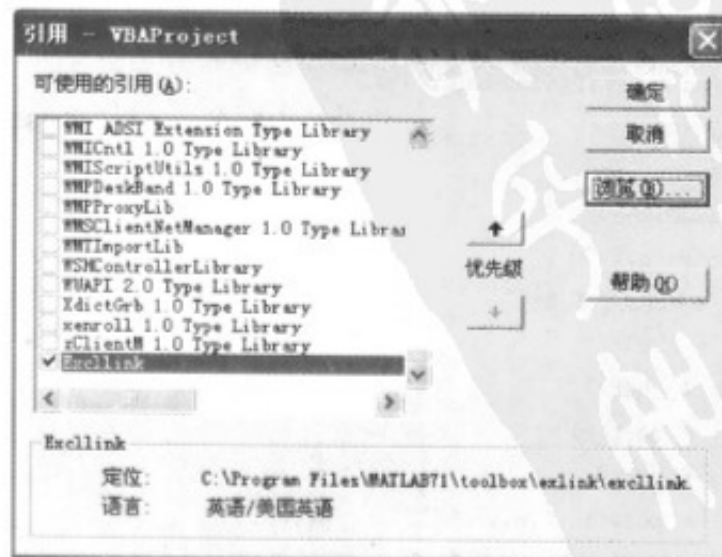 引用 - VBAProject
可使用的引用(A):
WMI ADSI Extension Type Library
WMICntl 1.0 Type Library
WMIScriptUtils 1.0 Type Library
WMPDeskBand 1.0 Type Library
WMPProxyLib
WMSClientNetManager 1.0 Type Librar
WMTImportLib
WSMControllerLibrary
WUAPI 2.0 Type Library
XdictGrb 1.0 Type Library
xenroll 1.0 Type Library
zClientM 1.0 Type Library
Excllink
确定
取消
浏览(B)...
优先级
帮助(H)
Excllink
定位: C:\Program Files\MATLAB71\toolbox\exlink\excllink.
语言: 英语/美国英语